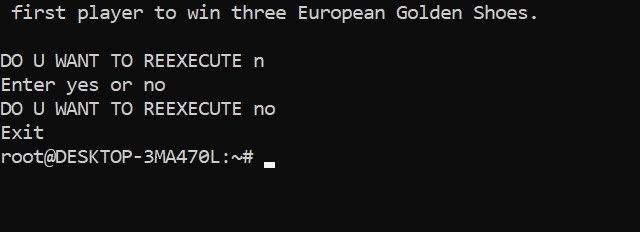 first player to win three European Golden Shoes.
DO U WANT TO REEXECUTE n
Enter yes or no
DO U WANT TO REEXECUTE no
Exit
root@DESKTOP-3MA470L:~#